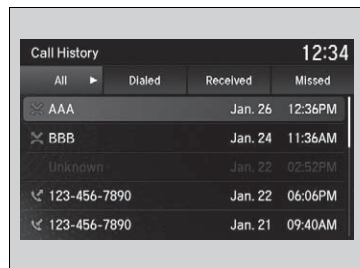 Call History 12:34
All Dialed Received Missed
AAA Jan. 26 12:36PM
BBB Jan. 24 11:36AM
Unknown Jan. 22 02:52PM
123-456-7890 Jan. 22 06:06PM
123-456-7890 Jan. 21 09:40AM